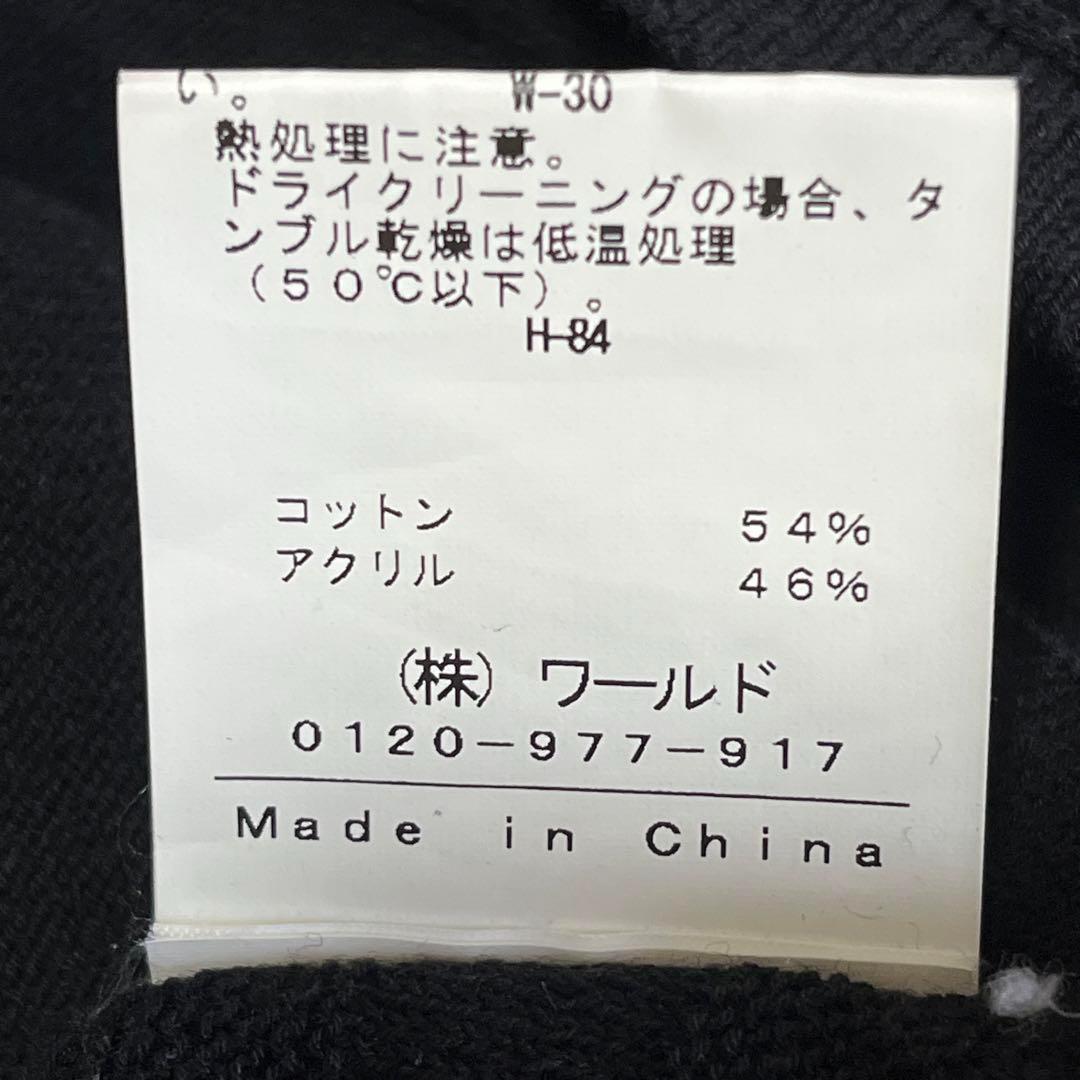 い。 W-30
熱処理に注意。
ドライクリーニングの場合、タ
ンブル乾燥は低温処理
（５０℃以下）。
H-84
コットン ５４％
アクリル ４６％
(株) ワールド
０１２０－９７７－９１７
Made in China